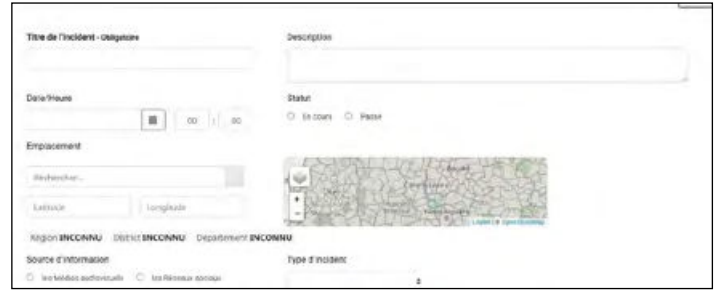 Titre de l'Incident - Obligatoire
Description
Date/Heure
00 : 00
Statut
En cours Passé
Emplacement
Rechercher...
Latitude
Longitude
Leaflet | © OpenStreetMap
Région INCONNU District INCONNU Département INCONNU
Source d'information
les Médias audiovisuels les Réseaux sociaux
Type d'incident